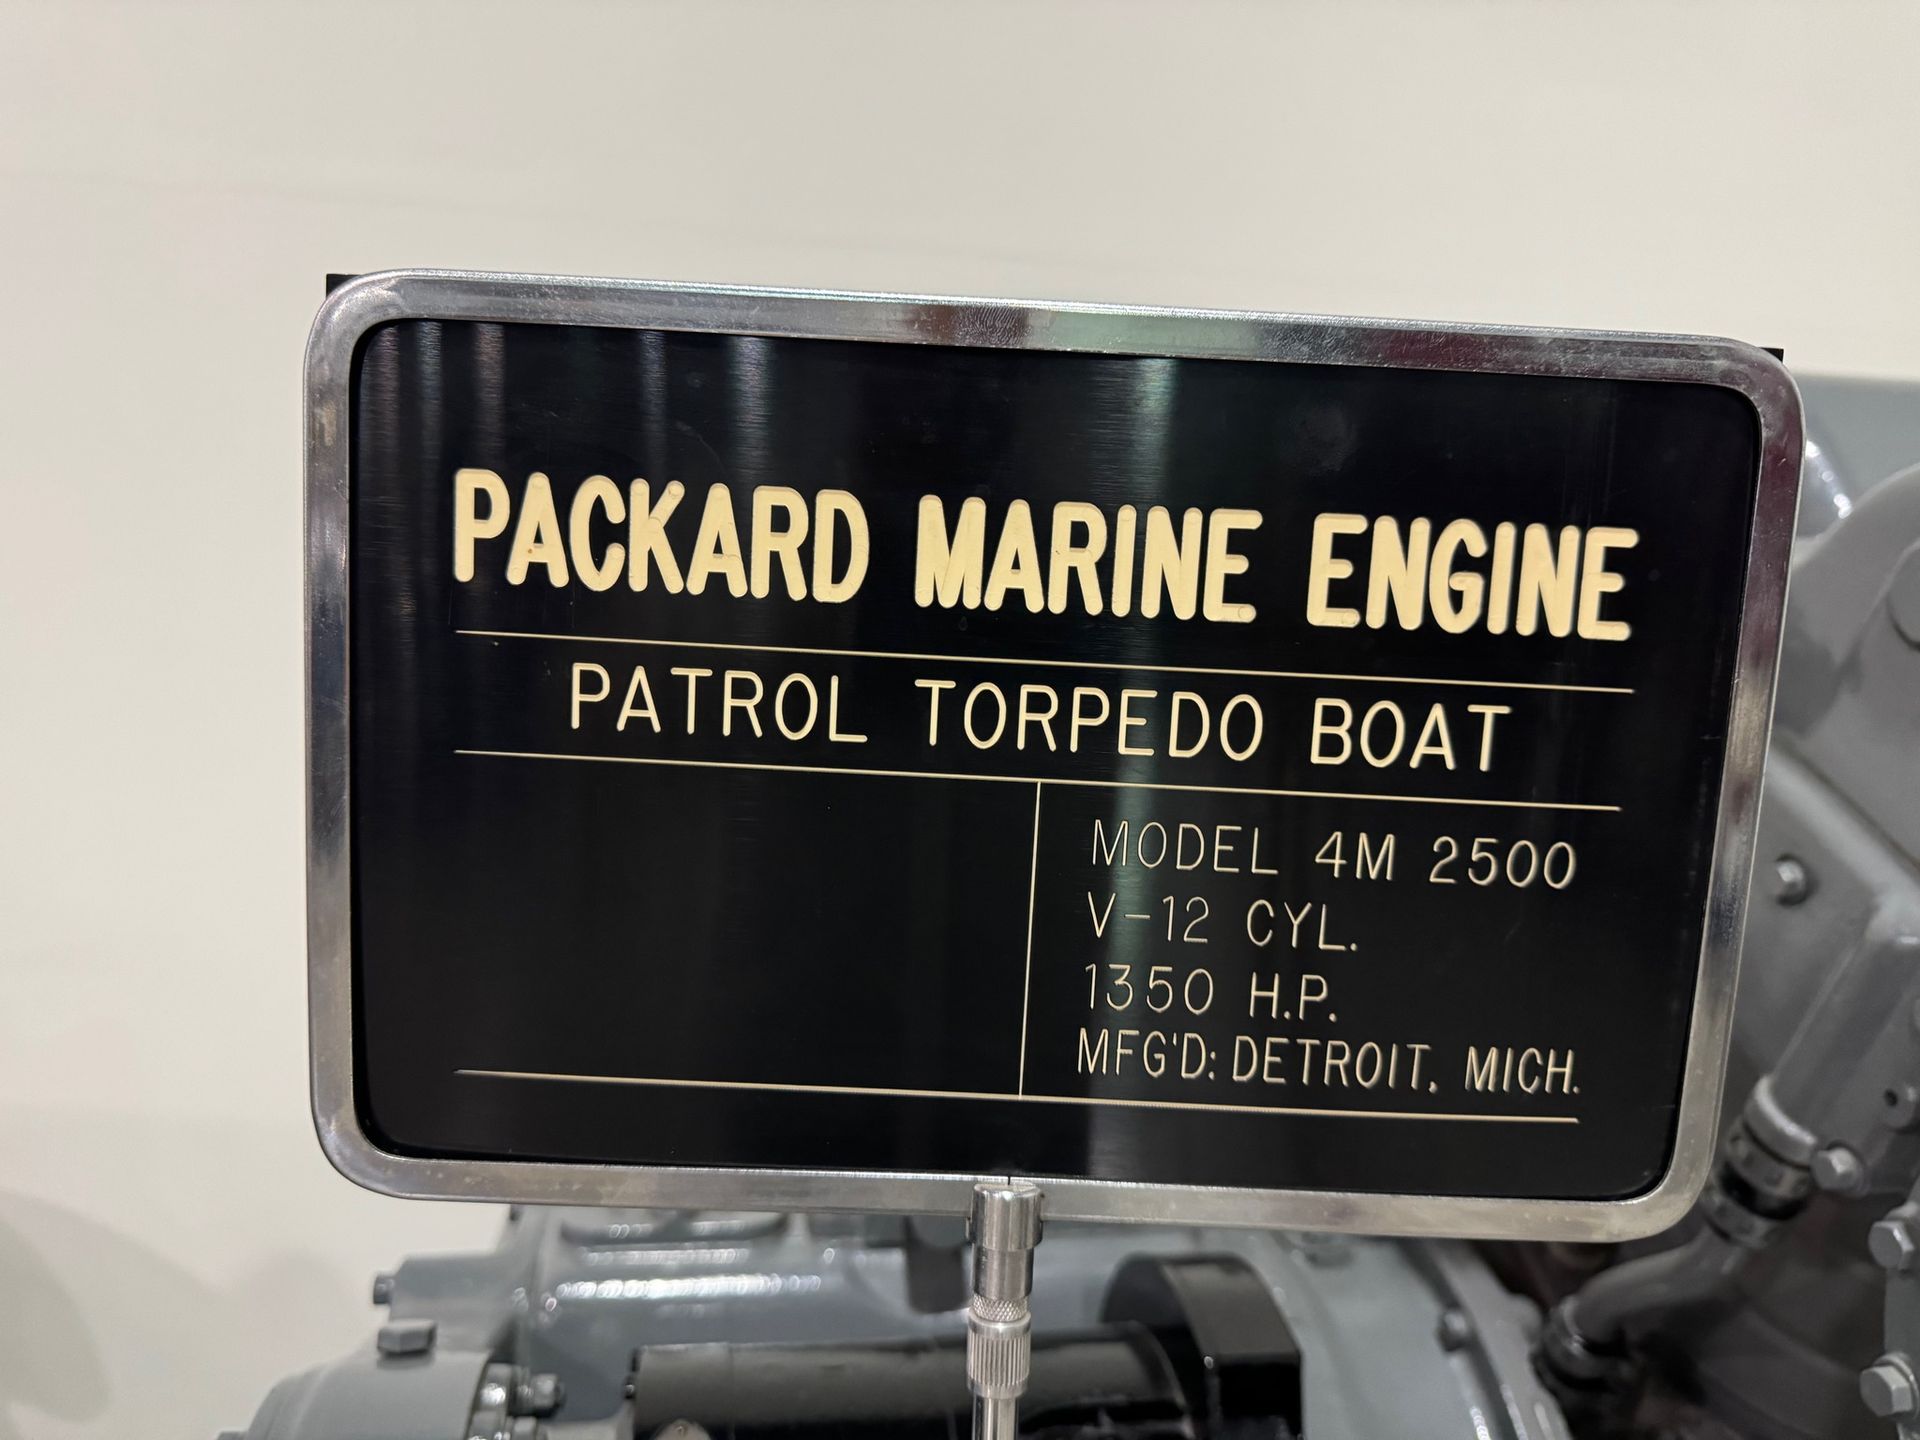 PACKARD MARINE ENGINE
PATROL TORPEDO BOAT
MODEL 4M 2500
V-12 CYL.
1350 H.P.
MFG'D: DETROIT, MICH.